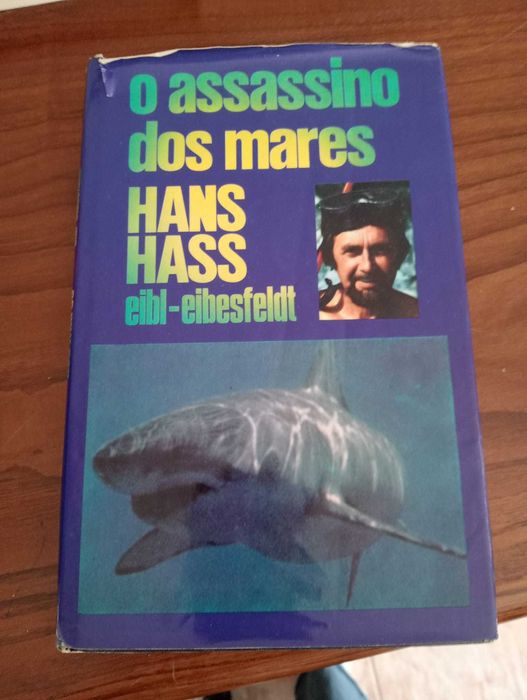 o assassino
dos mares
HANS
HASS
eibl-eibesfeldt